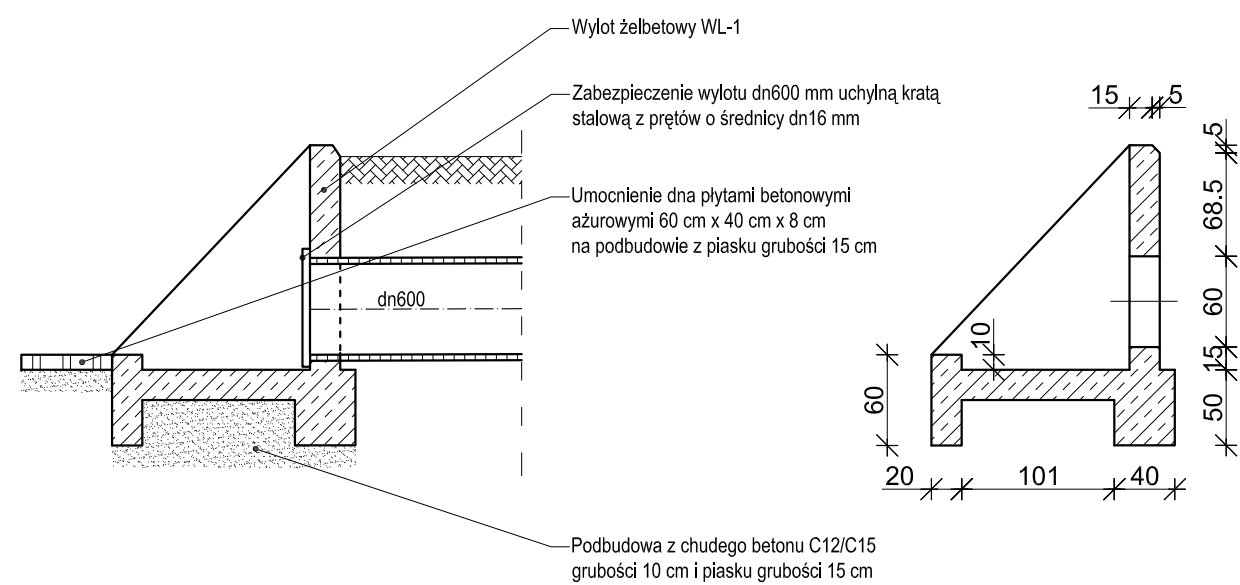 Wylot żelbetowy WL-1
Zabezpieczenie wylotu dn600 mm uchylną kratą
stalową z prętów o średnicy dn16 mm
Umocnienie dna płytami betonowymi
ażurowymi 60 cm x 40 cm x 8 cm
na podbudowie z piasku grubości 15 cm
dn600
Podbudowa z chudego betonu C12/C15
grubości 10 cm i piasku grubości 15 cm
15 5
5
68.5
60
15
50
10
60
20 101 40